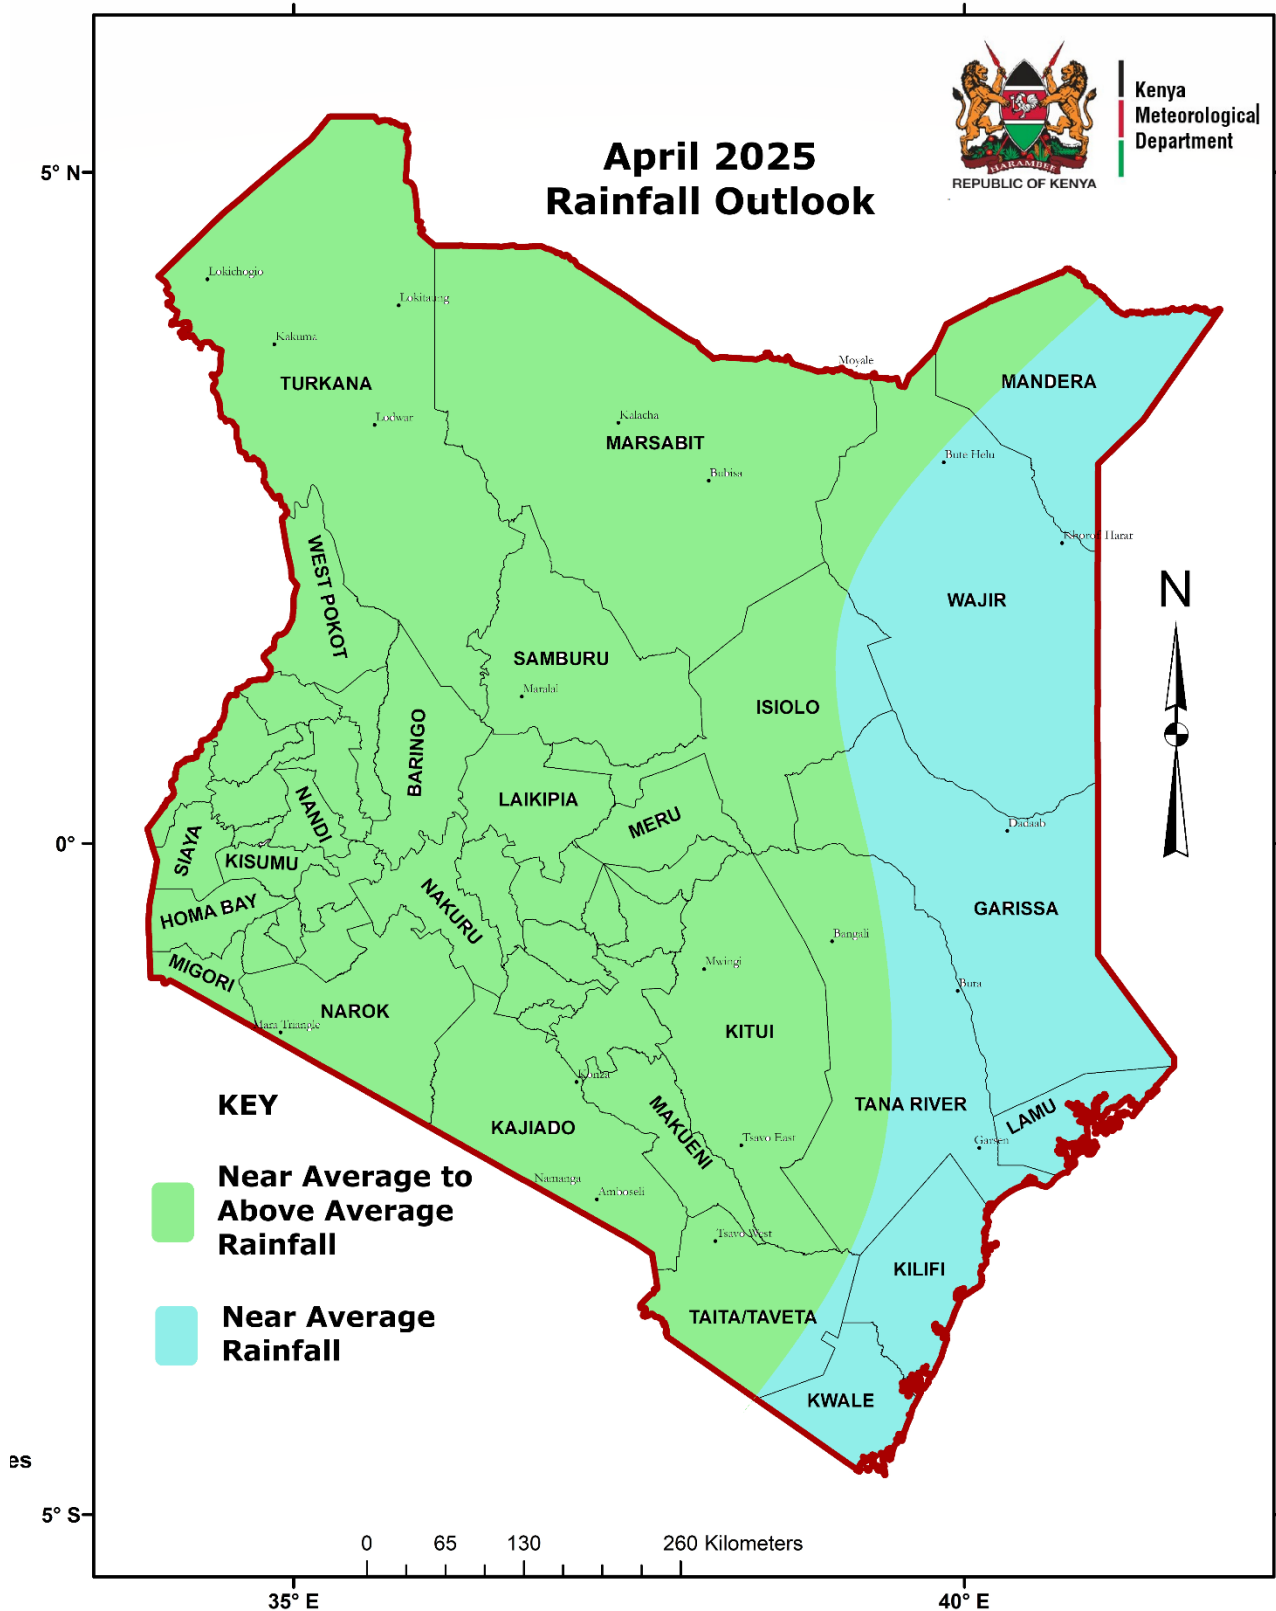 Kenya
Meteorological
Department
HARAMBEE
REPUBLIC OF KENYA
April 2025
Rainfall Outlook
5° N
Lokichogio
Lokitaung
Kakuma
TURKANA
Lodwar
Moyale
MANDERA
Kalacha
MARSABIT
Bubisa
Bute Helu
Khorof Harar
WEST POKOT
N
WAJIR
SAMBURU
Maralal
ISIOLO
BARINGO
LAIKIPIA
NANDI
MERU
Dadaab
0°
SIAYA
KISUMU
HOMA BAY
NAKURU
GARISSA
Bangali
Mwingi
Bura
MIGORI
NAROK
Mara Triangle
KITUI
Konza
KEY
TANA RIVER
LAMU
KAJIADO
MAKUENI
Tsavo East
Garsen
Near Average to
Above Average
Rainfall
Namanga
Amboseli
Tsavo West
KILIFI
Near Average
Rainfall
TAITA/TAVETA
KWALE
es
5° S
0 65 130 260 Kilometers
35° E 40° E